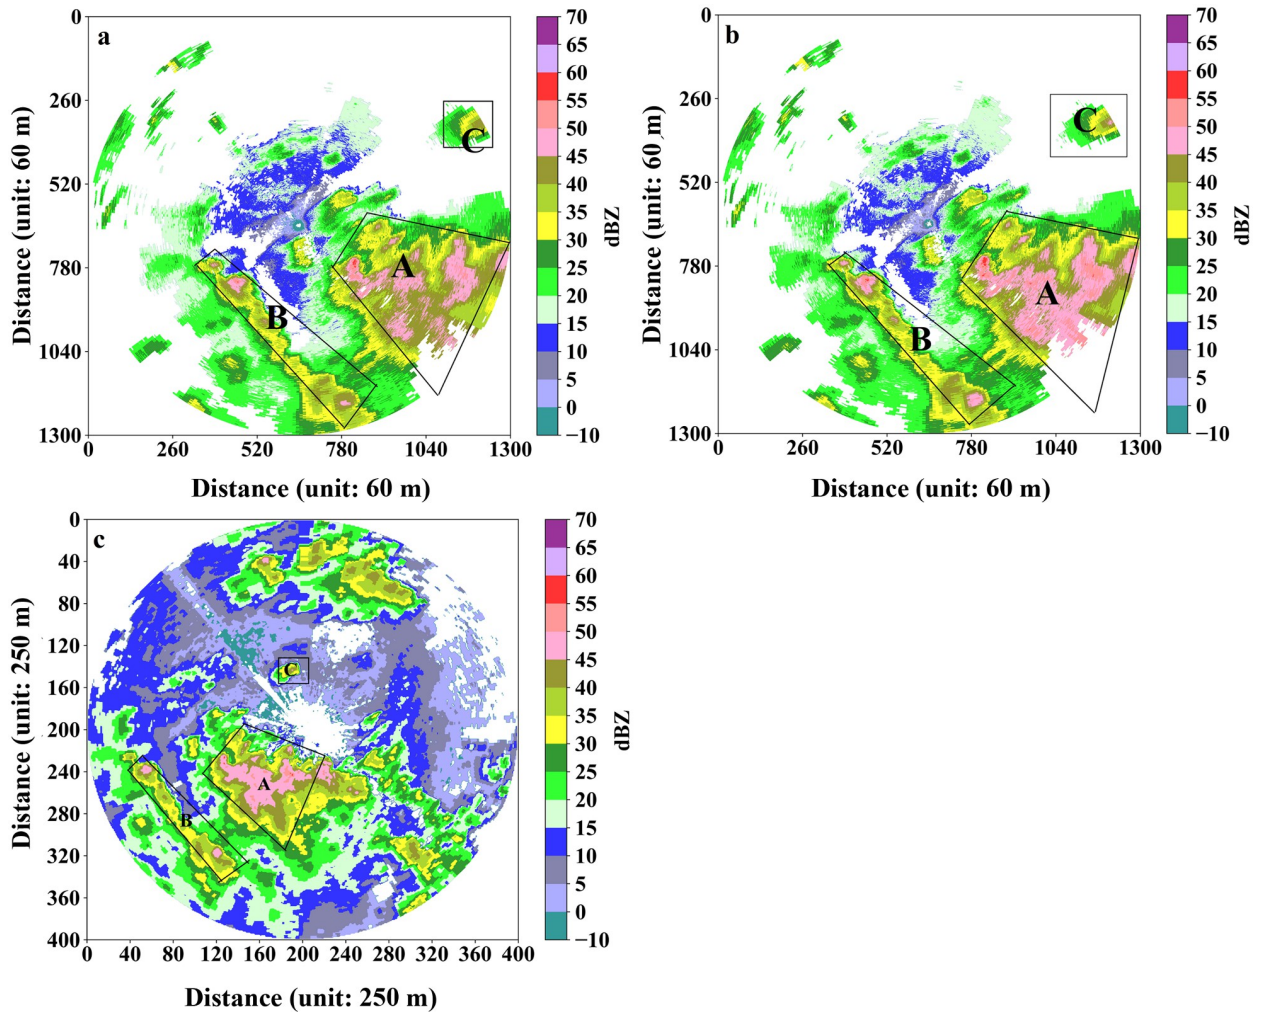 a
0
260
520
780
1040
1300
0 260 520 780 1040 1300
Distance (unit: 60 m)
Distance (unit: 60 m)
A
B
C
70
65
60
55
50
45
40
35
30
25
20
15
10
5
0
−10
dBZ
b
0
260
520
780
1040
1300
0 260 520 780 1040 1300
Distance (unit: 60 m)
Distance (unit: 60 m)
A
B
C
70
65
60
55
50
45
40
35
30
25
20
15
10
5
0
−10
dBZ
c
0
40
80
120
160
200
240
280
320
360
400
0 40 80 120 160 200 240 280 320 360 400
Distance (unit: 250 m)
Distance (unit: 250 m)
C
A
B
70
65
60
55
50
45
40
35
30
25
20
15
10
5
0
−10
dBZ